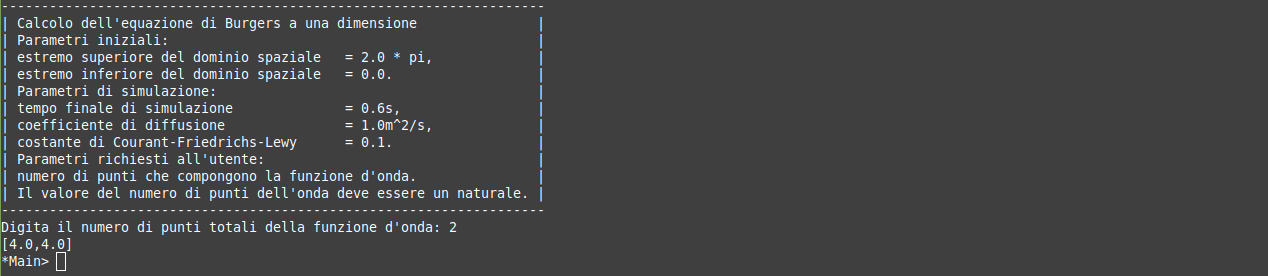 --------------------------------------------------------------------
| Calcolo dell'equazione di Burgers a una dimensione               |
| Parametri iniziali:                                              |
| estremo superiore del dominio spaziale   = 2.0 * pi,             |
| estremo inferiore del dominio spaziale   = 0.0.                  |
| Parametri di simulazione:                                        |
| tempo finale di simulazione              = 0.6s,                 |
| coefficiente di diffusione               = 1.0m^2/s,             |
| costante di Courant-Friedrichs-Lewy      = 0.1.                  |
| Parametri richiesti all'utente:                                  |
| numero di punti che compongono la funzione d'onda.               |
| Il valore del numero di punti dell'onda deve essere un naturale. |
--------------------------------------------------------------------
Digita il numero di punti totali della funzione d'onda: 2
[4.0,4.0]
*Main>